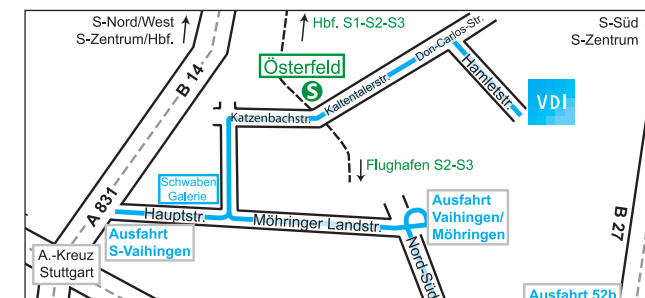 S-Nord/West
S-Zentrum/Hbf.
Hbf. S1-S2-S3
S-Süd
S-Zentrum
B 14
Österfeld
S
Don-Carlos-Str.
Kaltentalerstr.
Hamletstr.
VDI
Katzenbachstr.
Flughafen S2-S3
Schwaben
Galerie
A 831
Hauptstr.
Möhringer Landstr.
Ausfahrt
Vaihingen/
Möhringen
Ausfahrt
S-Vaihingen
B 27
A.-Kreuz
Stuttgart
Nord-Süd
Ausfahrt 52b